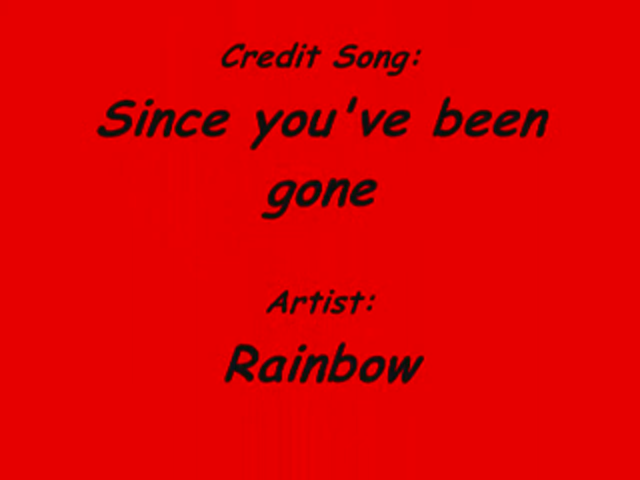 Credit Song:
Since you've been
gone
Artist:
Rainbow